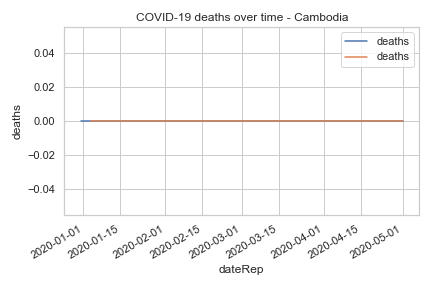 COVID-19 deaths over time - Cambodia
deaths
deaths
0.04
0.02
0.00
−0.02
−0.04
deaths
2020-01-01
2020-01-15
2020-02-01
2020-02-15
2020-03-01
2020-03-15
2020-04-01
2020-04-15
2020-05-01
dateRep